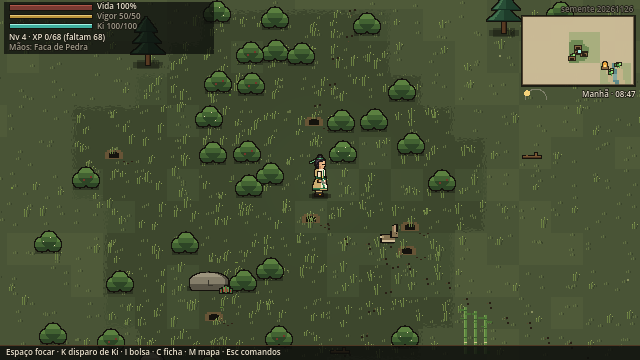 Vida 100%
Vigor 50/50
Ki 100/100
Nv 4 · XP 0/68 (faltam 68)
Mãos: Faca de Pedra
semente 20261126
Manhã · 08:47
Espaço focar · K disparo de Ki · I bolsa · C ficha · M mapa · Esc comandos